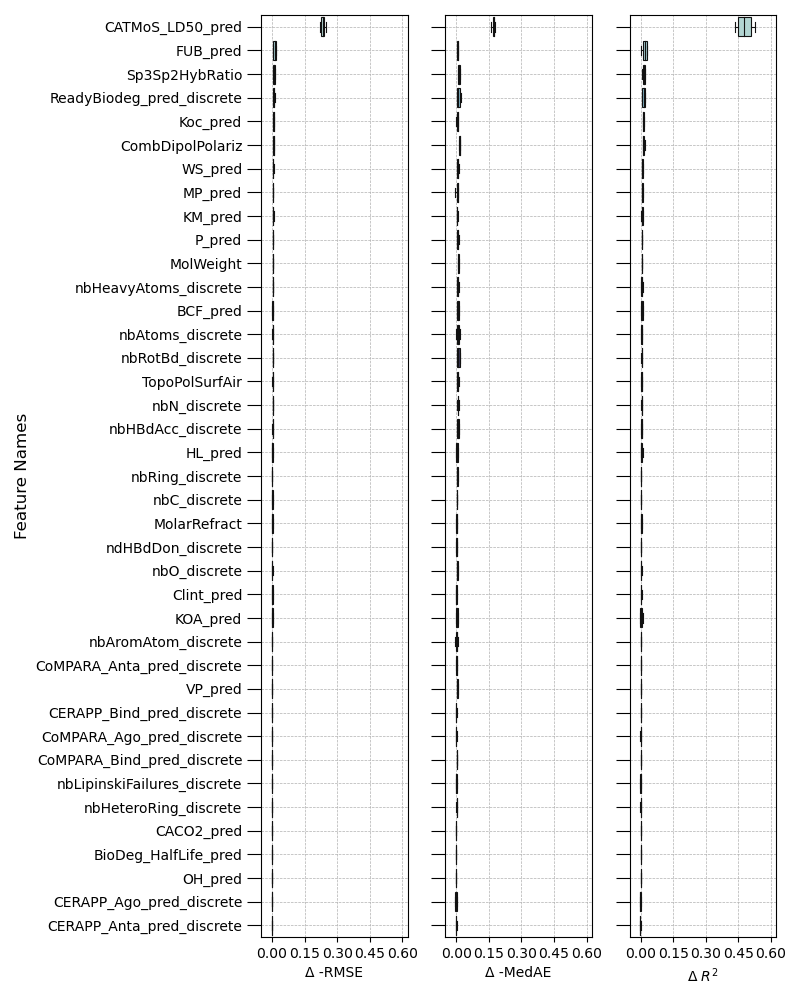 Feature Names
CATMoS_LD50_pred
FUB_pred
Sp3Sp2HybRatio
ReadyBiodeg_pred_discrete
Koc_pred
CombDipolPolariz
WS_pred
MP_pred
KM_pred
P_pred
MolWeight
nbHeavyAtoms_discrete
BCF_pred
nbAtoms_discrete
nbRotBd_discrete
TopoPolSurfAir
nbN_discrete
nbHBdAcc_discrete
HL_pred
nbRing_discrete
nbC_discrete
MolarRefract
ndHBdDon_discrete
nbO_discrete
Clint_pred
KOA_pred
nbAromAtom_discrete
CoMPARA_Anta_pred_discrete
VP_pred
CERAPP_Bind_pred_discrete
CoMPARA_Ago_pred_discrete
CoMPARA_Bind_pred_discrete
nbLipinskiFailures_discrete
nbHeteroRing_discrete
CACO2_pred
BioDeg_HalfLife_pred
OH_pred
CERAPP_Ago_pred_discrete
CERAPP_Anta_pred_discrete
0.00 0.15 0.30 0.45 0.60
Δ -RMSE
0.00 0.15 0.30 0.45 0.60
Δ -MedAE
0.00 0.15 0.30 0.45 0.60
Δ R²